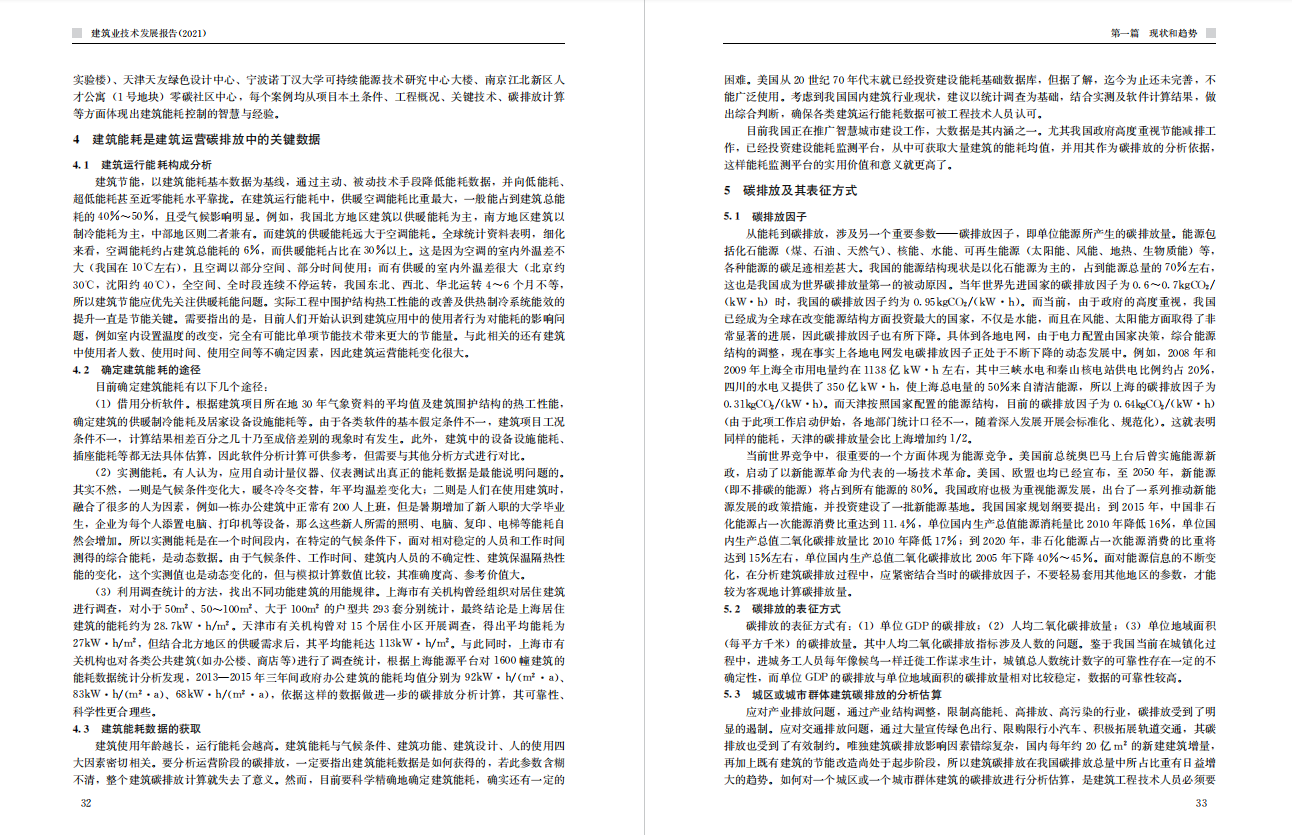 建筑业技术发展报告(2021)
实验楼)、天津天友绿色设计中心、宁波诺丁汉大学可持续能源技术研究中心大楼、南京江北新区人
才公寓（1号地块）零碳社区中心，每个案例均从项目本土条件、工程概况、关键技术、碳排放计算
等方面体现出建筑能耗控制的智慧与经验。
4 建筑能耗是建筑运营碳排放中的关键数据
4.1 建筑运行能耗构成分析
建筑节能，以建筑能耗基本数据为基线，通过主动、被动技术手段降低能耗数据，并向低能耗、
超低能耗甚至近零能耗水平靠拢。在建筑运行能耗中，供暖空调能耗比重最大，一般能占到建筑总能
耗的40%～50%，且受气候影响明显。例如，我国北方地区建筑以供暖能耗为主，南方地区建筑以
制冷能耗为主，中部地区则二者兼有。而建筑的供暖能耗远大于空调能耗。全球统计资料表明，细化
来看，空调能耗约占建筑总能耗的6%，而供暖能耗占比在30%以上。这是因为空调的室内外温差不
大（我国在10℃左右），且空调以部分空间、部分时间使用；而有供暖的室内外温差很大（北京约
30℃，沈阳约40℃），全空间、全时段连续不停运转，我国东北、西北、华北运转4～6个月不等，
所以建筑节能应优先关注供暖耗能问题。实际工程中围护结构热工性能的改善及供热制冷系统能效的
提升一直是节能关键。需要指出的是，目前人们开始认识到建筑应用中的使用者行为对能耗的影响问
题，例如室内设置温度的改变，完全有可能比单项节能技术带来更大的节能量。与此相关的还有建筑
中使用者人数、使用时间、使用空间等不确定因素，因此建筑运营能耗变化很大。
4.2 确定建筑能耗的途径
目前确定建筑能耗有以下几个途径：
（1）借用分析软件。根据建筑项目所在地30年气象资料的平均值及建筑围护结构的热工性能，
确定建筑的供暖制冷能耗及居家设备设施能耗等。由于各类软件的基本假定条件不一，建筑项目工况
条件不一，计算结果相差百分之几十乃至成倍差别的现象时有发生。此外，建筑中的设备设施能耗、
插座能耗等都无法具体估算，因此软件分析计算可供参考，但需要与其他分析方式进行对比。
（2）实测能耗。有人认为，应用自动计量仪器、仪表测试出真正的能耗数据是最能说明问题的。
其实不然，一则是气候条件变化大，暖冬冷冬交替，年平均温差变化大；二则是人们在使用建筑时，
融合了很多的人为因素，例如一栋办公建筑中正常有200人上班，但是暑期增加了新人职的大学毕业
生，企业为每个人添置电脑、打印机等设备，那么这些新人所需的照明、电脑、复印、电梯等能耗自
然会增加。所以实测能耗是在一个时间段内，在特定的气候条件下，面对相对稳定的人员和工作时间
测得的综合能耗，是动态数据。由于气候条件、工作时间、建筑内人员的不确定性、建筑保温隔热性
能的变化，这个实测值也是动态变化的，但与模拟计算数值比较，其准确度高、参考价值大。
（3）利用调查统计的方法，找出不同功能建筑的用能规律。上海市有关机构曾经组织对居住建筑
进行调查，对小于50m²、50～100m²、大于100m²的户型共293套分别统计，最终结论是上海居住
建筑的能耗约为28.7kW·h/m²。天津市有关机构曾对15个居住小区开展调查，得出平均能耗为
27kW·h/m²，但结合北方地区的供暖需求后，其平均能耗达113kW·h/m²。与此同时，上海市有
关机构也对各类公共建筑(如办公楼、商店等)进行了调查统计，根据上海能源平台对1600幢建筑的
能耗数据统计分析发现，2013—2015年三年间政府办公建筑的能耗均值分别为92kW·h/(m²·a)、
83kW·h/(m²·a)、68kW·h/(m²·a)，依据这样的数据做进一步的碳排放分析计算，其可靠性、
科学性更合理些。
4.3 建筑能耗数据的获取
建筑使用年龄越长，运行能耗会越高。建筑能耗与气候条件、建筑功能、建筑设计、人的使用四
大因素密切相关。要分析运营阶段的碳排放，一定要指出建筑能耗数据是如何获得的，若此参数含糊
不清，整个建筑碳排放计算就失去了意义。然而，目前要科学精确地确定建筑能耗，确实还有一定的
32
第一篇 现状和趋势
困难。美国从20世纪70年代末就已经投资建设能耗基础数据库，但据了解，迄今为止还未完善，不
能广泛使用。考虑到我国国内建筑行业现状，建议以统计调查为基础，结合实测及软件计算结果，做
出综合判断，确保各类建筑运行能耗数据可被工程技术人员认可。
目前我国正在推广智慧城市建设工作，大数据是其内涵之一。尤其我国政府高度重视节能减排工
作，已经投资建设能耗监测平台，从中可获取大量建筑的能耗均值，并用其作为碳排放的分析依据，
这样能耗监测平台的实用价值和意义就更高了。
5 碳排放及其表征方式
5.1 碳排放因子
从能耗到碳排放，涉及另一个重要参数——碳排放因子，即单位能源所产生的碳排放量。能源包
括化石能源（煤、石油、天然气）、核能、水能、可再生能源（太阳能、风能、地热、生物质能）等，
各种能源的碳足迹相差甚大。我国的能源结构现状是以化石能源为主的，占到能源总量的70%左右，
这也是我国成为世界碳排放量第一的被动原因。当年世界先进国家的碳排放因子为0.6～0.7kgCO₂/
(kW·h) 时，我国的碳排放因子约为0.95kgCO₂/(kW·h)。而当前，由于政府的高度重视，我国
已经成为全球在改变能源结构方面投资最大的国家，不仅是水能，而且在风能、太阳能方面取得了非
常显著的进展，因此碳排放因子也有所下降。具体到各地电网，由于电力配置由国家决策，综合能源
结构的调整，现在事实上各地电网发电碳排放因子正处于不断下降的动态发展中。例如，2008年和
2009年上海全市用电量约在1138亿kW·h左右，其中三峡水电和秦山核电站供电比例约占20%，
四川的水电又提供了350亿kW·h，使上海总电量的50%来自清洁能源，所以上海的碳排放因子为
0.31kgCO₂/(kW·h)。而天津按照国家配置的能源结构，目前的碳排放因子为0.64kgCO₂/(kW·h)
(由于此项工作启动伊始，各地部门统计口径不一，随着深入发展开展会标准化、规范化)。这就表明
同样的能耗，天津的碳排放量会比上海增加约1/2。
当前世界竞争中，很重要的一个方面体现为能源竞争。美国前总统奥巴马上台后曾实施能源新
政，启动了以新能源革命为代表的一场技术革命。美国、欧盟也均已经宣布，至2050年，新能源
(即不排碳的能源）将占到所有能源的80%。我国政府也极为重视能源发展，出台了一系列推动新能
源发展的政策措施，并投资建设了一批新能源基地。我国国家规划纲要提出：到2015年，中国非石
化能源占一次能源消费比重达到11.4%，单位国内生产总值能源消耗量比2010年降低16%，单位国
内生产总值二氧化碳排放量比2010年降低17%；到2020年，非石化能源占一次能源消费的比重将
达到15%左右，单位国内生产总值二氧化碳排放比2005年下降40%～45%。面对能源信息的不断变
化，在分析建筑碳排放过程中，应紧密结合当时的碳排放因子，不要轻易套用其他地区的参数，才能
较为客观地计算碳排放量。
5.2 碳排放的表征方式
碳排放的表征方式有：(1) 单位GDP的碳排放；(2) 人均二氧化碳排放量；(3) 单位地域面积
(每平方千米）的碳排放量。其中人均二氧化碳排放指标涉及人数的问题。鉴于我国当前在城镇化过
程中，进城务工人员每年像候鸟一样迁徙工作谋求生计，城镇总人数统计数字的可靠性存在一定的不
确定性，而单位GDP的碳排放与单位地域面积的碳排放量相对比较稳定，数据的可靠性较高。
5.3 城区或城市群体建筑碳排放的分析估算
应对产业排放问题，通过产业结构调整，限制高能耗、高排放、高污染的行业，碳排放受到了明
显的遏制。应对交通排放问题，通过大量宣传绿色出行、限购限行小汽车、积极拓展轨道交通，其碳
排放也受到了有效制约。唯独建筑碳排放影响因素错综复杂，国内每年约20亿m²的新建建筑增量，
再加上既有建筑的节能改造尚处于起步阶段，所以建筑碳排放在我国碳排放总量中所占比重有日益增
大的趋势。如何对一个城区或一个城市群体建筑的碳排放进行分析估算，是建筑工程技术人员必须要
33